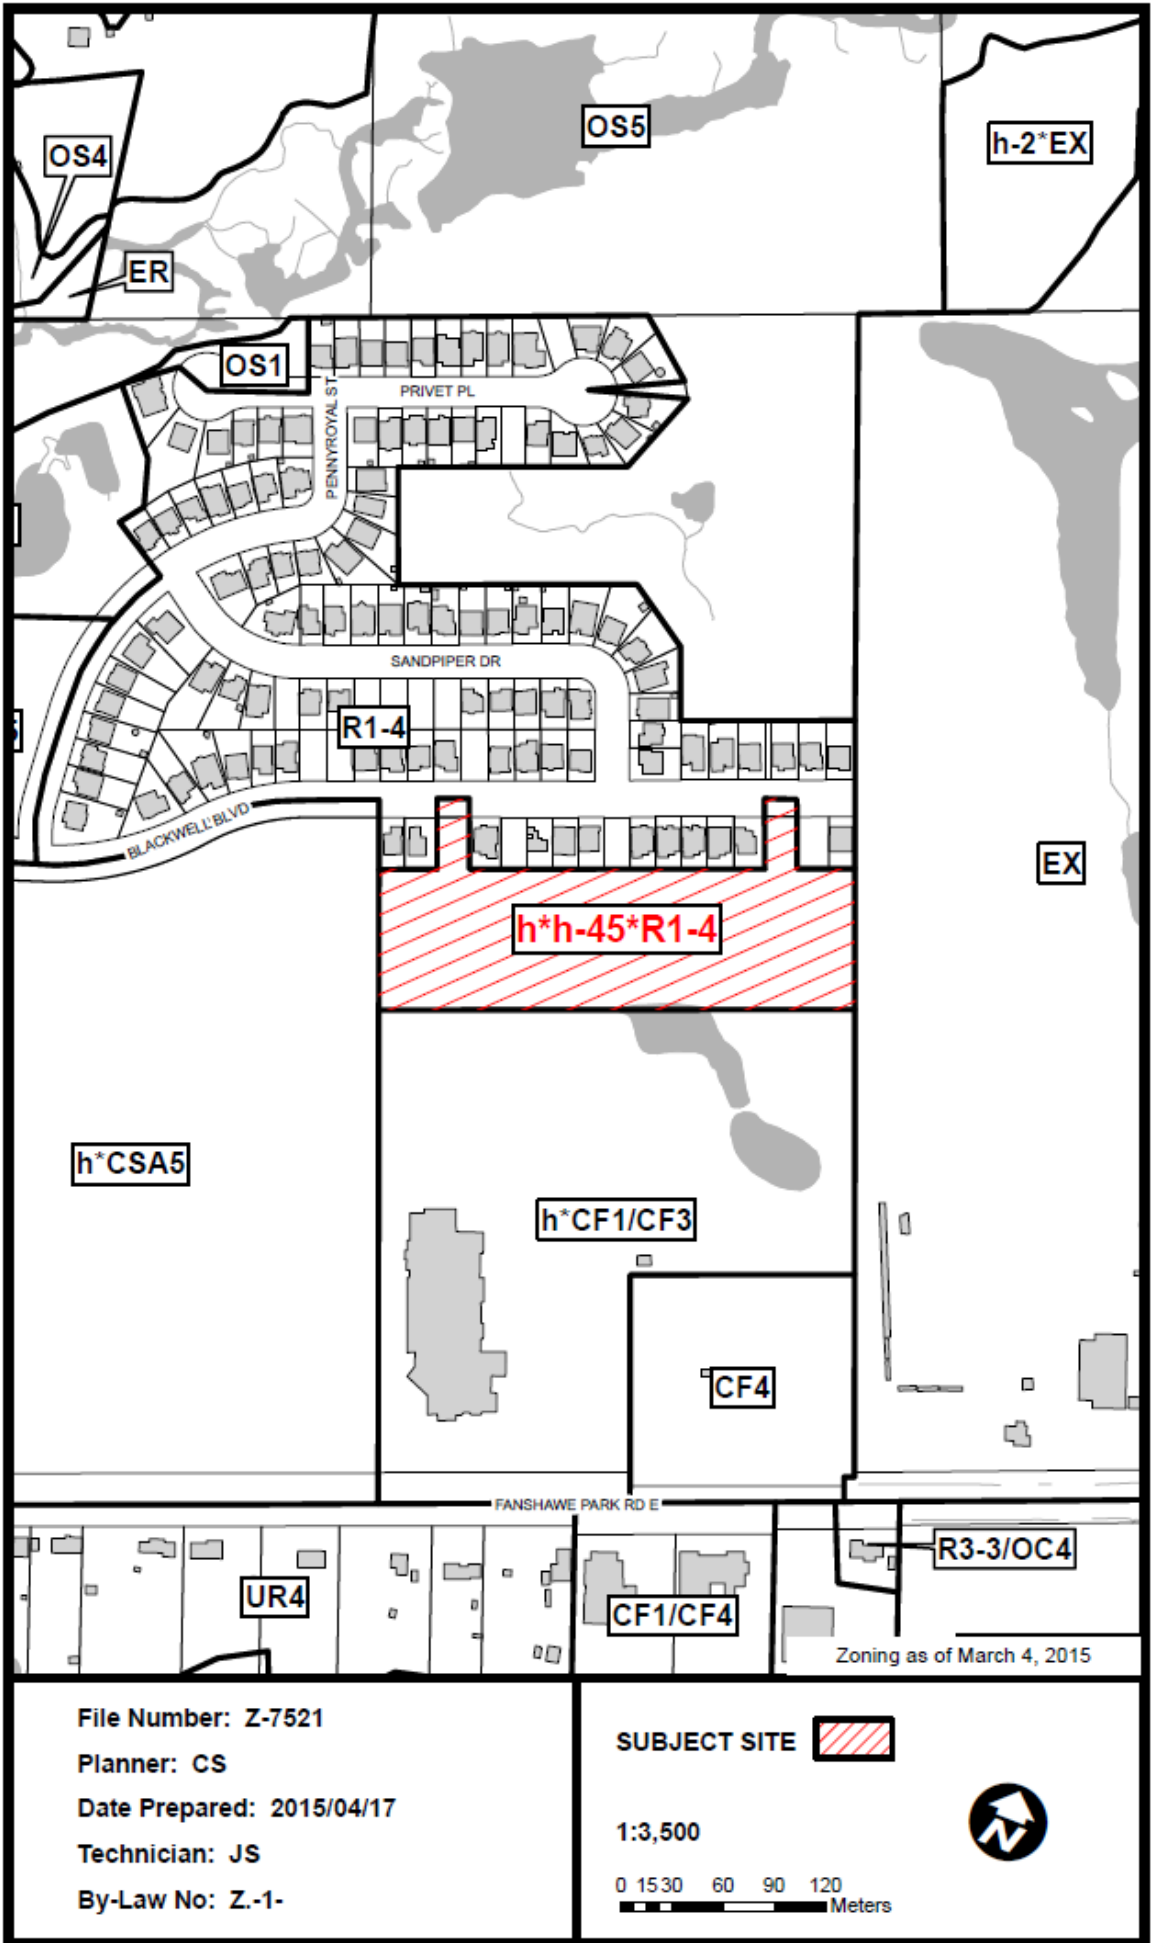 OS5
h-2*EX
OS4
ER
OS1
PRIVET PL
PENNYROYAL ST
SANDPIPER DR
R1-4
BLACKWELL BLVD
EX
h*h-45*R1-4
h*CSA5
h*CF1/CF3
CF4
FANSHAWE PARK RD E
R3-3/OC4
UR4
CF1/CF4
Zoning as of March 4, 2015
File Number: Z-7521
Planner: CS
Date Prepared: 2015/04/17
Technician: JS
By-Law No: Z.-1-
SUBJECT SITE
1:3,500
0 15 30 60 90 120
Meters
N